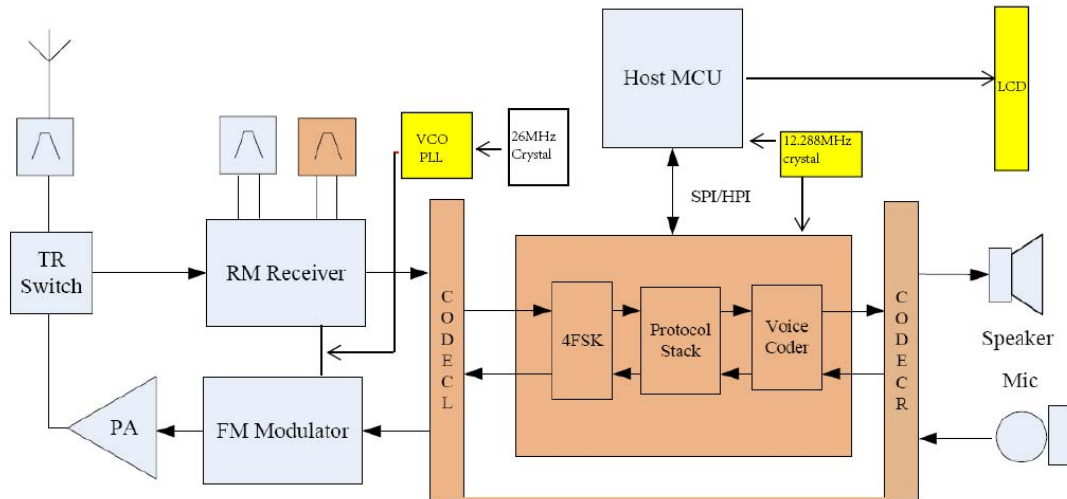 Host MCU
LCD
VCO
PLL
26MHz
Crystal
12.288MHz
crystal
SPI/HPI
TR
Switch
RM Receiver
C
O
D
E
C
L
4FSK
Protocol
Stack
Voice
Coder
C
O
D
E
C
R
Speaker
Mic
PA
FM Modulator